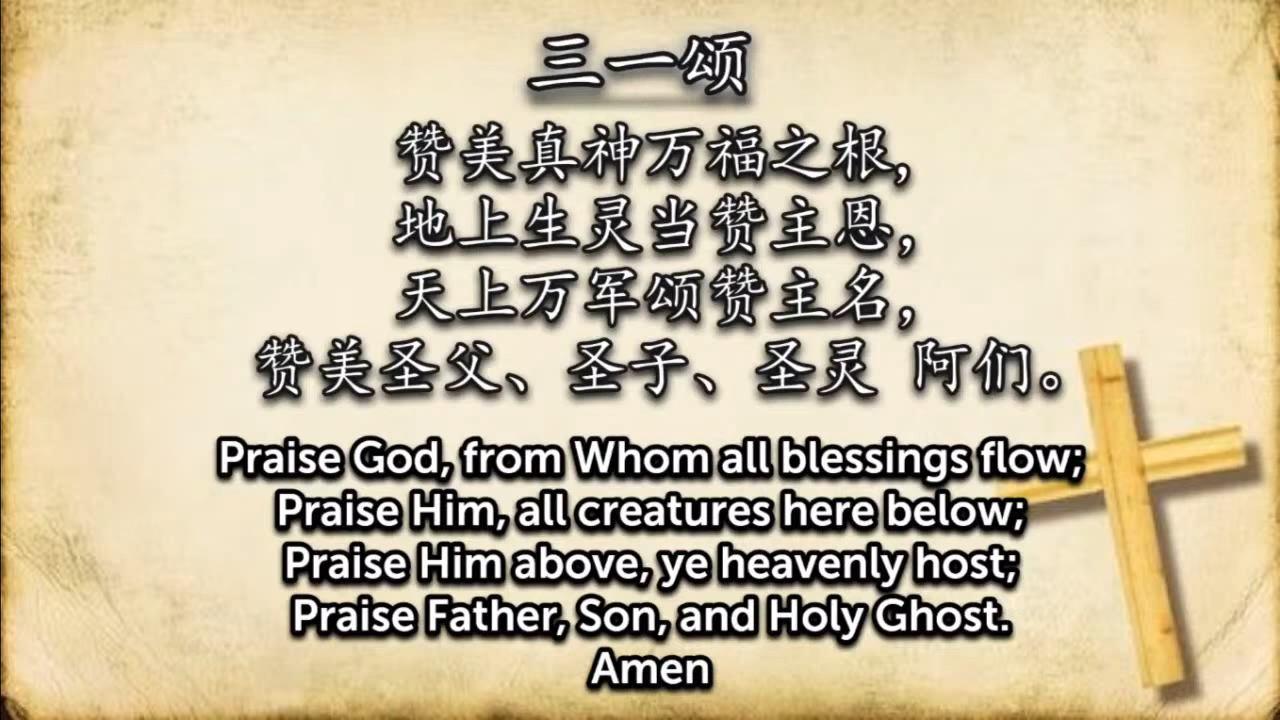 三一颂
赞美真神万福之根，
地上生灵当赞主恩，
天上万军颂赞主名，
赞美圣父、圣子、圣灵 阿们。
Praise God, from Whom all blessings flow;
Praise Him, all creatures here below;
Praise Him above, ye heavenly host;
Praise Father, Son, and Holy Ghost.
Amen